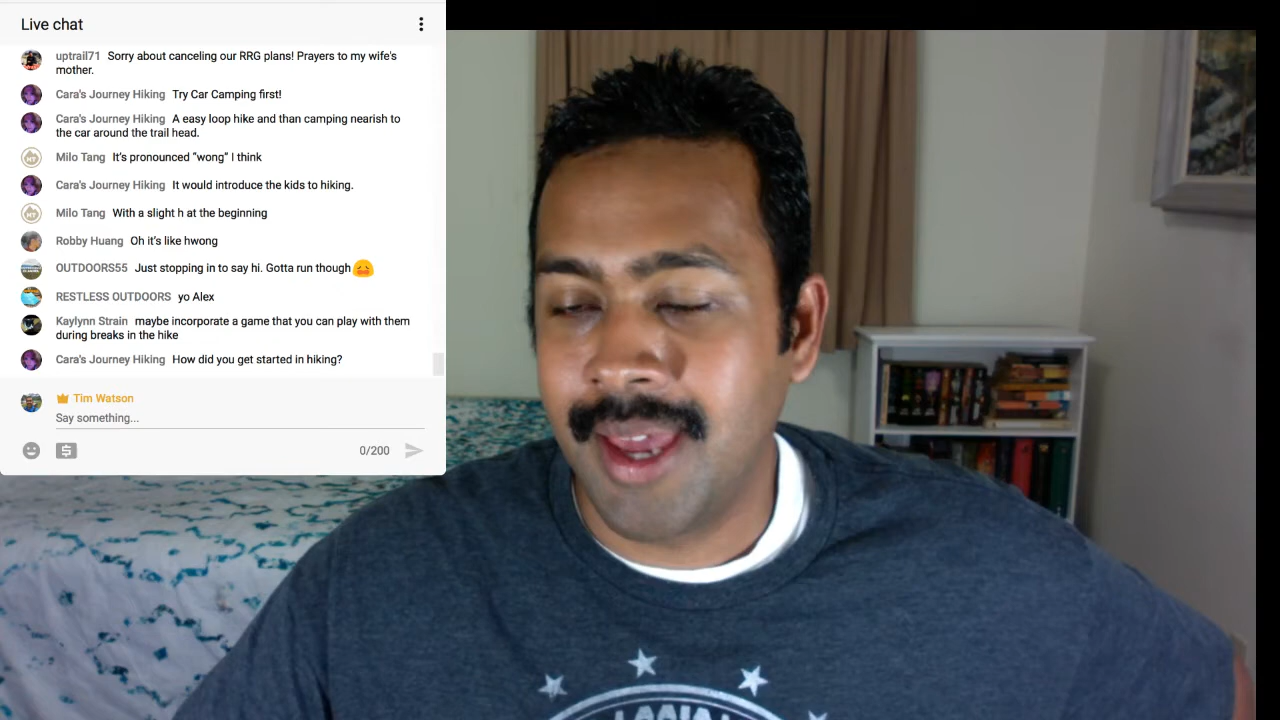 Live chat
uptrail71 Sorry about canceling our RRG plans! Prayers to my wife's
mother.
Cara's Journey Hiking Try Car Camping first!
Cara's Journey Hiking A easy loop hike and than camping nearish to
the car around the trail head.
Milo Tang It's pronounced “wong” I think
Cara's Journey Hiking It would introduce the kids to hiking.
Milo Tang With a slight h at the beginning
Robby Huang Oh it's like hwong
OUTDOORS55 Just stopping in to say hi. Gotta run though
RESTLESS OUTDOORS yo Alex
Kaylynn Strain maybe incorporate a game that you can play with them
during breaks in the hike
Cara's Journey Hiking How did you get started in hiking?
Tim Watson
Say something...
0/200